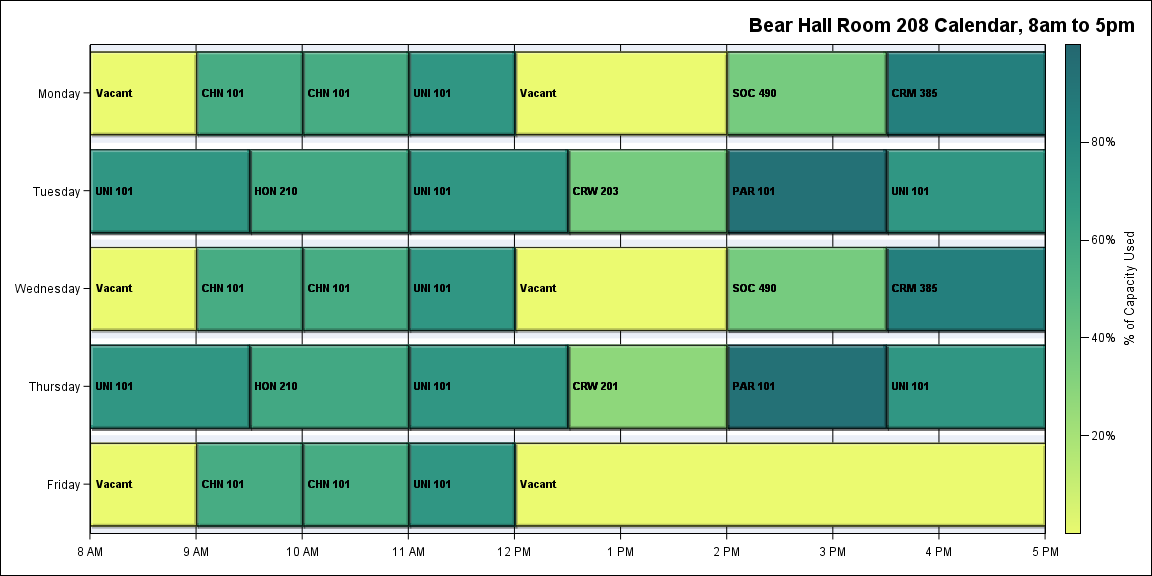 Bear Hall Room 208 Calendar, 8am to 5pm
Monday
Vacant
CHN 101
CHN 101
UNI 101
Vacant
SOC 490
CRM 385
Tuesday
UNI 101
HON 210
UNI 101
CRW 203
PAR 101
UNI 101
Wednesday
Vacant
CHN 101
CHN 101
UNI 101
Vacant
SOC 490
CRM 385
Thursday
UNI 101
HON 210
UNI 101
CRW 201
PAR 101
UNI 101
Friday
Vacant
CHN 101
CHN 101
UNI 101
Vacant
8 AM
9 AM
10 AM
11 AM
12 PM
1 PM
2 PM
3 PM
4 PM
5 PM
80%
60%
40%
20%
% of Capacity Used